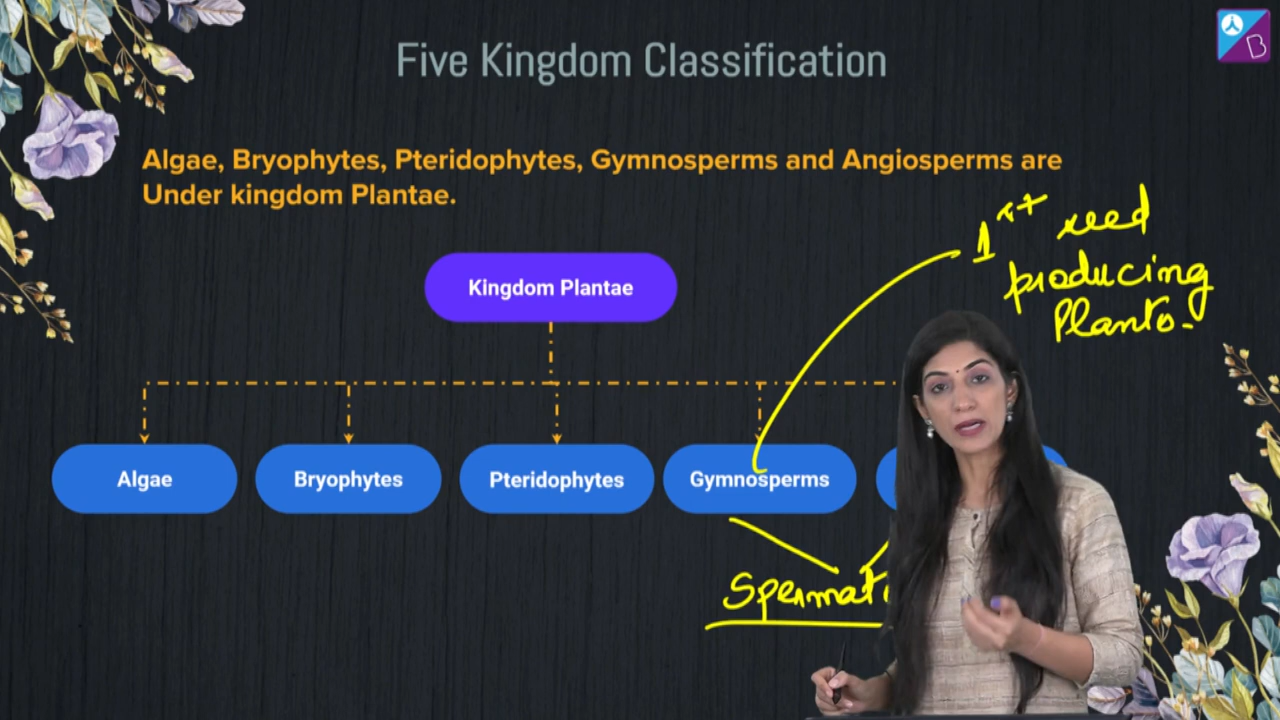 Five Kingdom Classification
Algae, Bryophytes, Pteridophytes, Gymnosperms and Angiosperms are
Under kingdom Plantae.
1st seed
producing
Plants.
Kingdom Plantae
Algae
Bryophytes
Pteridophytes
Gymnosperms
Spermat
B